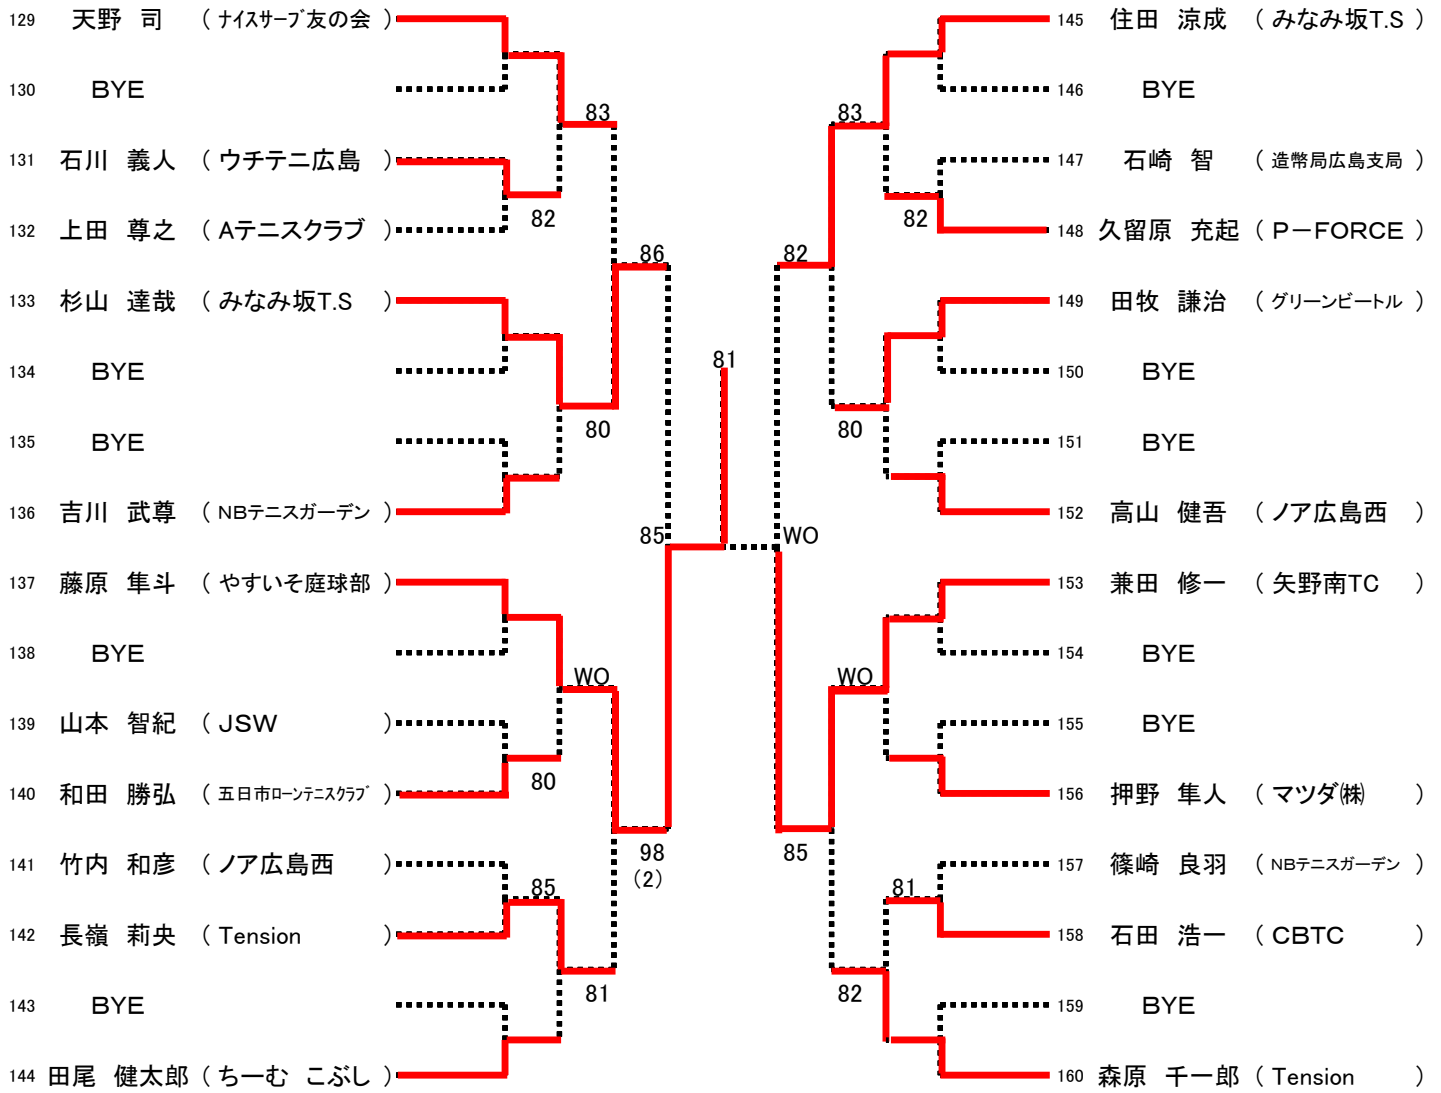 129 天野 司 ( ナイスサーブ友の会 )
130 BYE
83
131 石川 義人 ( ウチテニ広島 )
82
132 上田 尊之 ( Aテニスクラブ )
86
133 杉山 達哉 ( みなみ坂T.S )
134 BYE
80
135 BYE
136 吉川 武尊 ( NBテニスガーデン )
85
137 藤原 隼斗 ( やすいそ庭球部 )
138 BYE
WO
139 山本 智紀 ( JSW )
80
140 和田 勝弘 ( 五日市ローンテニスクラブ )
98
(2)
141 竹内 和彦 ( ノア広島西 )
85
142 長嶺 莉央 ( Tension )
81
143 BYE
144 田尾 健太郎 ( ちーむ こぶし )
81
145 住田 涼成 ( みなみ坂T.S )
146 BYE
83
147 石崎 智 ( 造幣局広島支局 )
82
148 久留原 充起 ( P－FORCE )
82
149 田牧 謙治 ( グリーンビートル )
150 BYE
80
151 BYE
152 高山 健吾 ( ノア広島西 )
WO
153 兼田 修一 ( 矢野南TC )
154 BYE
WO
155 BYE
156 押野 隼人 ( マツダ㈱ )
85
157 篠崎 良羽 ( NBテニスガーデン )
81
158 石田 浩一 ( CBTC )
82
159 BYE
160 森原 千一郎 ( Tension )